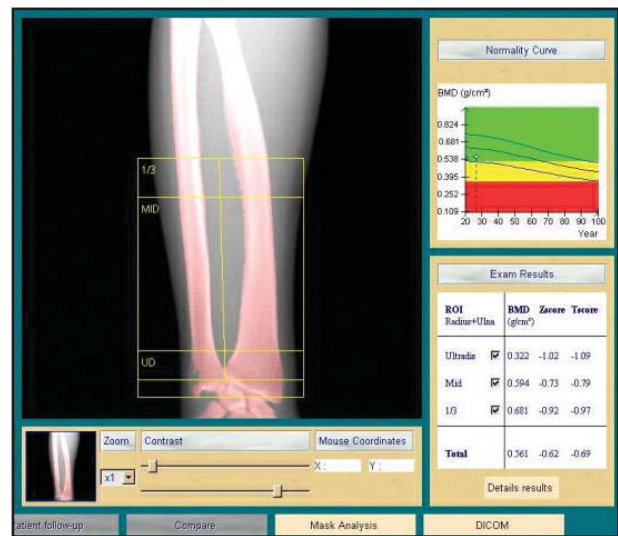 1/3
MID
UD
Normality Curve
BMD (g/cm²)
0.824
0.681
0.538
0.395
0.252
0.109
20 30 40 50 60 70 80 90 100
Year
Exam Results
ROI BMD Zscore Tscore
Radius+Ulna (g/cm²)
Ultradis 0.322 -1.02 -1.09
Mid 0.594 -0.73 -0.79
1/3 0.681 -0.92 -0.97
Total 0.561 -0.62 -0.69
Details results
Zoom Contrast Mouse Coordinates
x1 X : Y :
atient follow-up Compare Mask Analysis DICOM